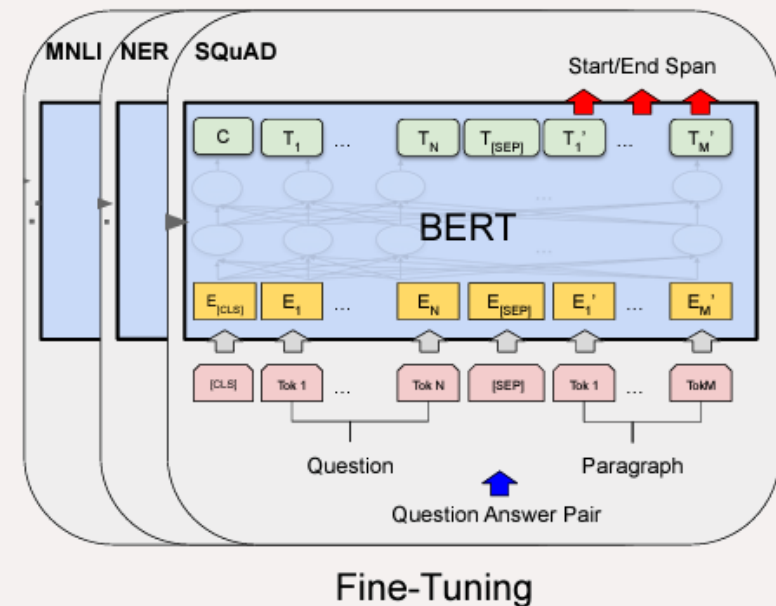 MNLI NER SQuAD
Start/End Span
C T1 ... TN T[SEP] T1' ... TM'
...
BERT
...
E[CLS] E1 ... EN E[SEP] E1' ... EM'
[CLS] Tok 1 ... Tok N [SEP] Tok 1 ... TokM
Question Paragraph
Question Answer Pair
Fine-Tuning